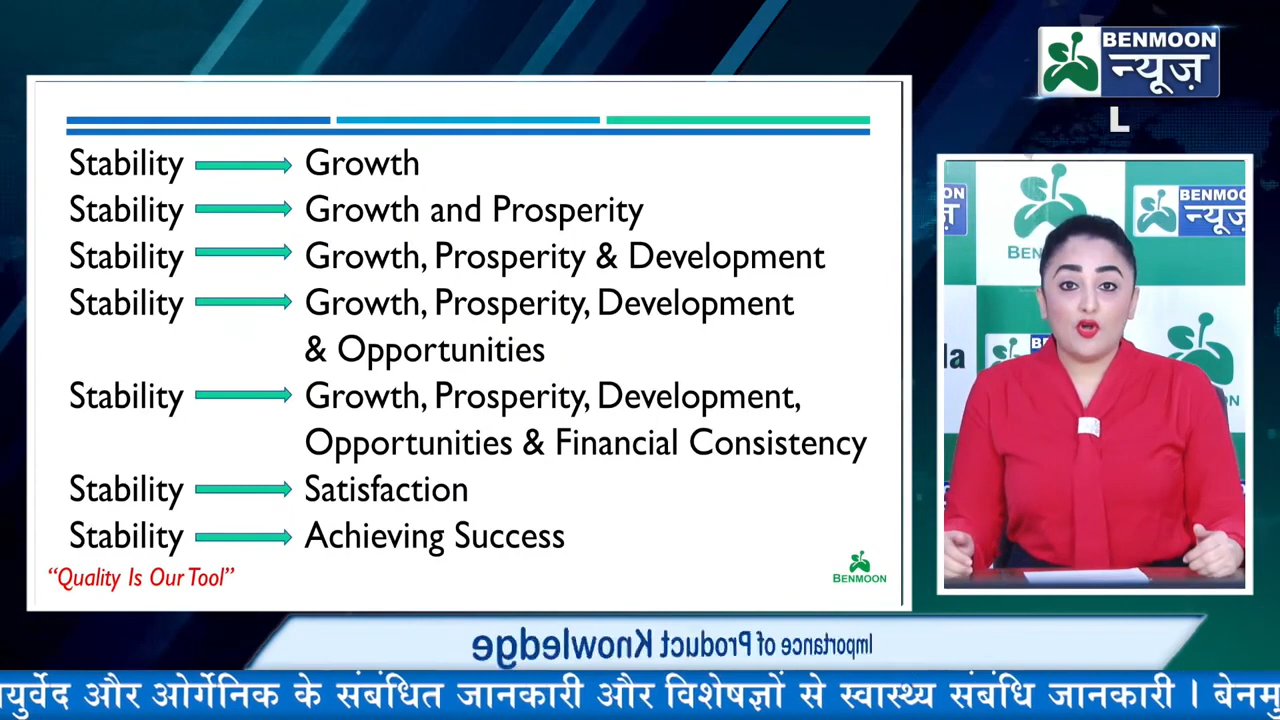 BENMOON
न्यूज़
L
Stability Growth
Stability Growth and Prosperity
Stability Growth, Prosperity & Development
Stability Growth, Prosperity, Development
& Opportunities
Stability Growth, Prosperity, Development,
Opportunities & Financial Consistency
Stability Satisfaction
Stability Achieving Success
“Quality Is Our Tool”
BENMOON
BENMOON
न्यूज़
Importance of Product Knowledge
और ओर्गेनिक के संबंधित जानकारी और विशेषज्ञों से स्वास्थ्य संबंधि जानकारी ।